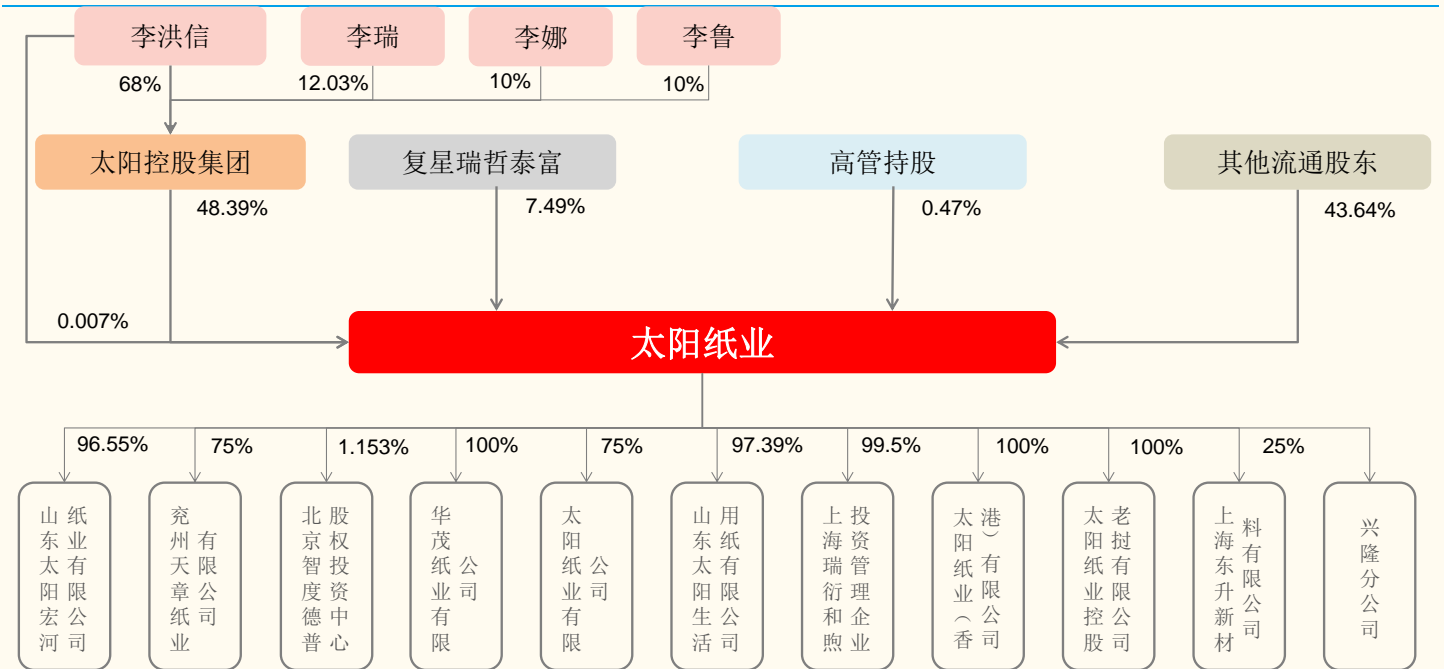 李洪信
李瑞
李娜
李鲁
68%
12.03%
10%
10%
太阳控股集团
复星瑞哲泰富
高管持股
其他流通股东
48.39%
7.49%
0.47%
43.64%
0.007%
太阳纸业
96.55%
75%
1.153%
100%
75%
97.39%
99.5%
100%
100%
25%
山东太阳宏河
纸业有限公司
兖州天章纸业
有限公司
北京智度德普
股权投资中心
华茂纸业有限
公司
太阳纸业有限
公司
山东太阳生活
用纸有限公司
上海瑞衍和煦
投资管理企业
太阳纸业（香
港）有限公司
太阳纸业控股
老挝有限公司
上海东升新材
料有限公司
兴隆分公司